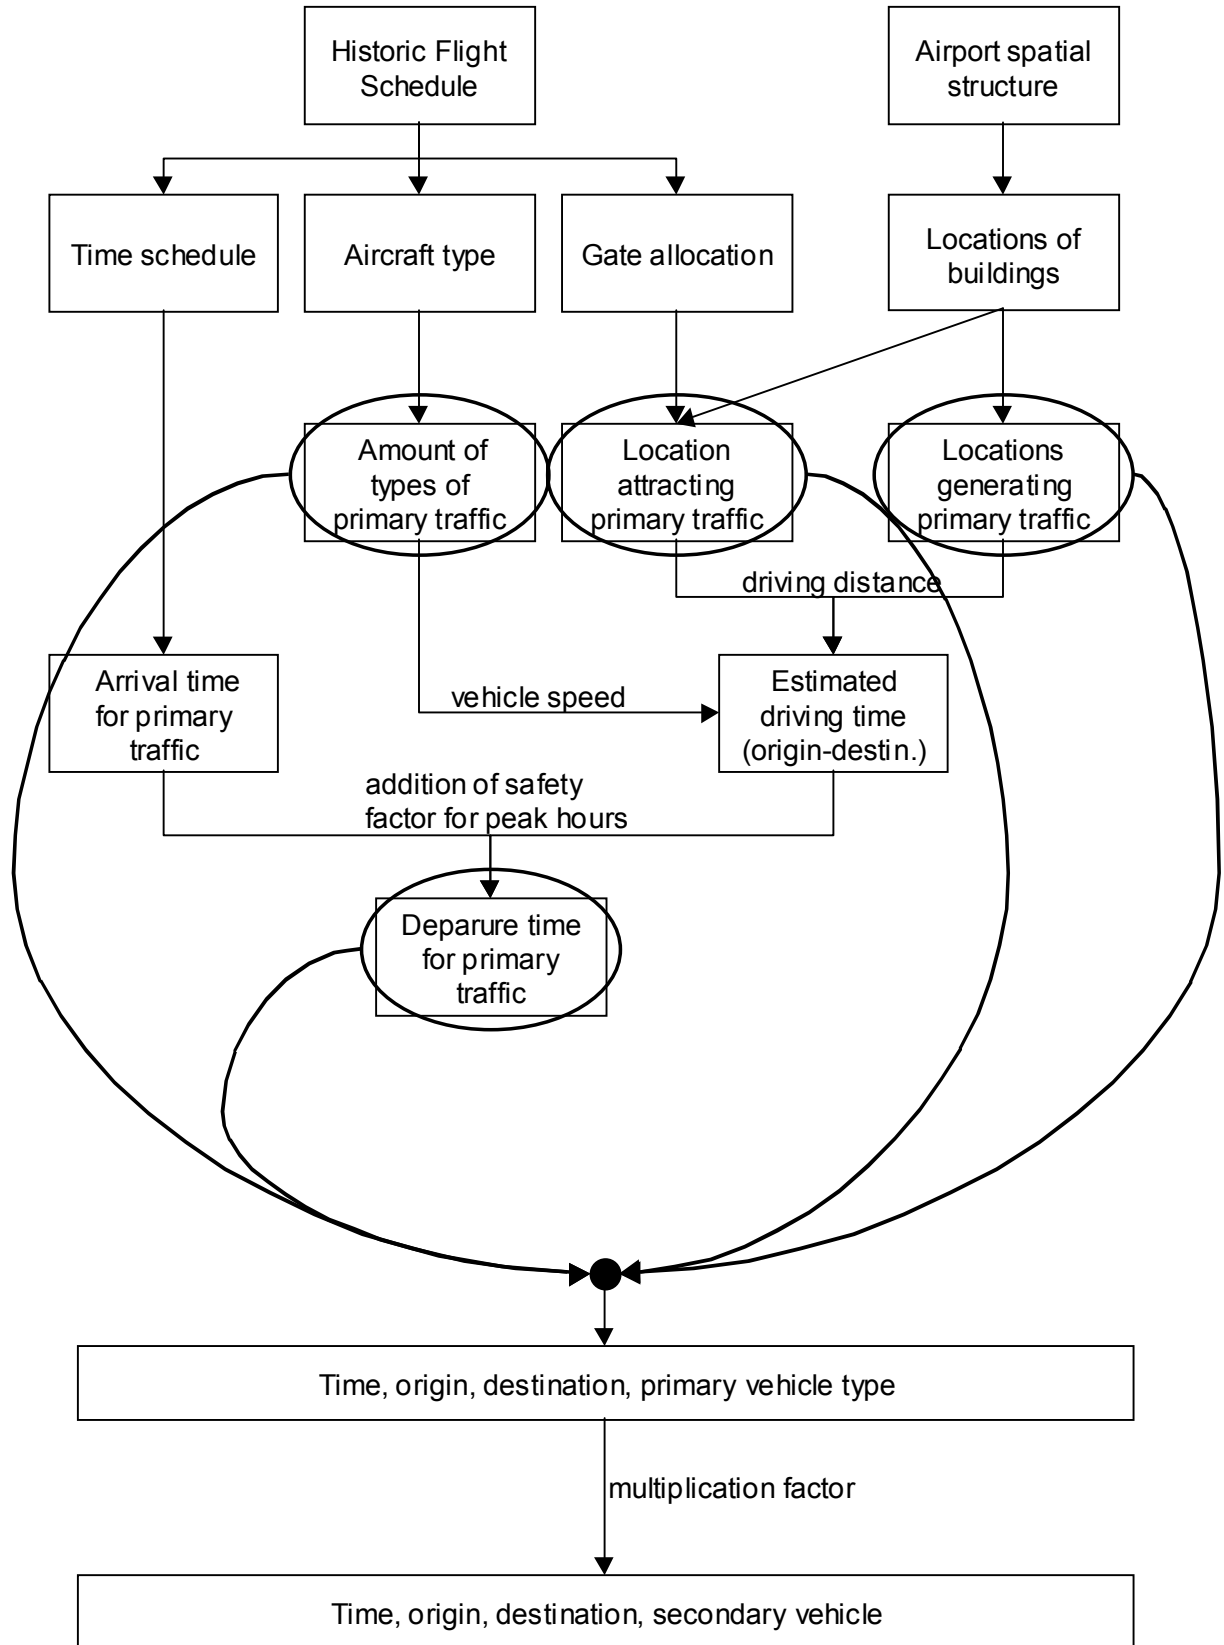 Historic Flight
Schedule
Airport spatial
structure
Time schedule
Aircraft type
Gate allocation
Locations of
buildings
Amount of
types of
primary traffic
Location
attracting
primary traffic
Locations
generating
primary traffic
driving distance
Arrival time
for primary
traffic
vehicle speed
Estimated
driving time
(origin-destin.)
addition of safety
factor for peak hours
Deparure time
for primary
traffic
Time, origin, destination, primary vehicle type
multiplication factor
Time, origin, destination, secondary vehicle